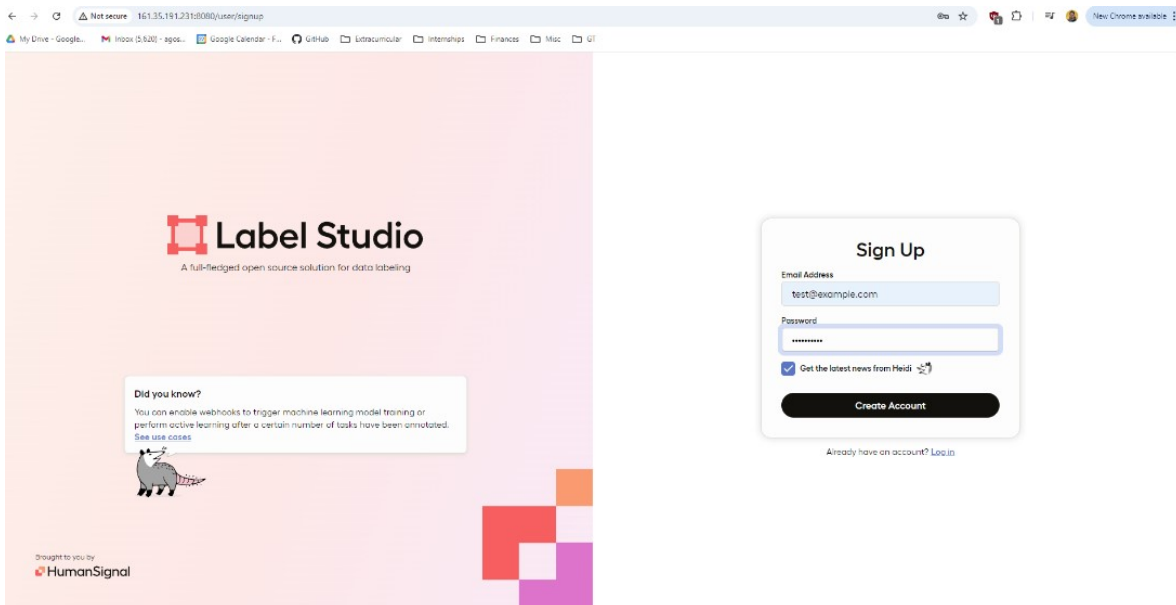 Not secure 161.35.191.231:8080/user/signup New Chrome available
My Drive - Google... Inbox (5,620) - agos... Google Calendar - F... GitHub Extracurricular Internships Finances Misc GT
Label Studio
A full-fledged open source solution for data labeling
Did you know?
You can enable webhooks to trigger machine learning model training or
perform active learning after a certain number of tasks have been annotated.
See use cases
Brought to you by
HumanSignal
Sign Up
Email Address
test@example.com
Password
••••••••••
Get the latest news from Heidi
Create Account
Already have an account? Log in